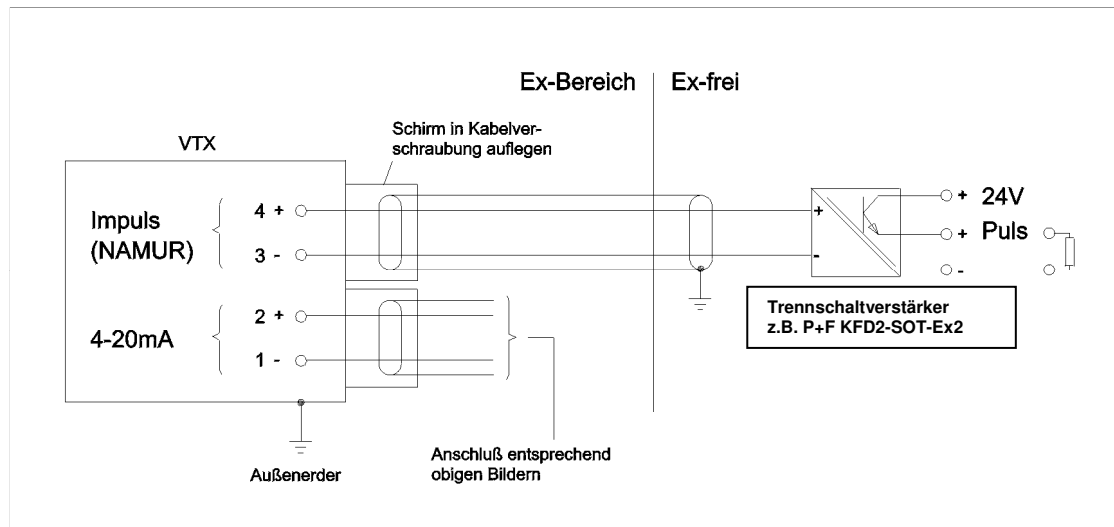 Ex-Bereich
Ex-frei
Schirm in Kabelver-
schraubung auflegen
VTX
Impuls
(NAMUR)
4 +
3 -
4-20mA
2 +
1 -
Außenerder
Anschluß entsprechend
obigen Bildern
+
-
+ 24V
+ Puls
-
Trennschaltverstärker
z.B. P+F KFD2-SOT-Ex2